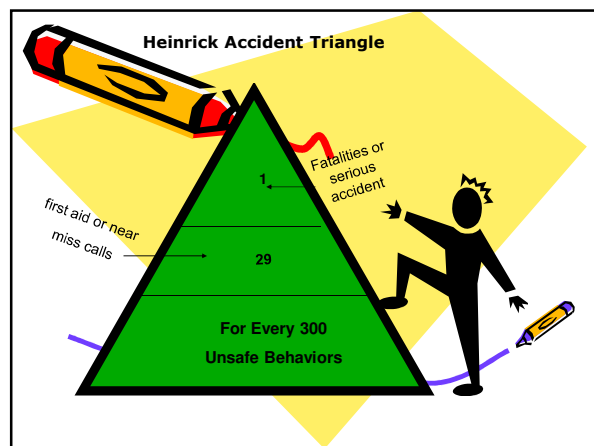 Heinrick Accident Triangle
1
Fatalities or
serious
accident
first aid or near
miss calls
29
For Every 300
Unsafe Behaviors